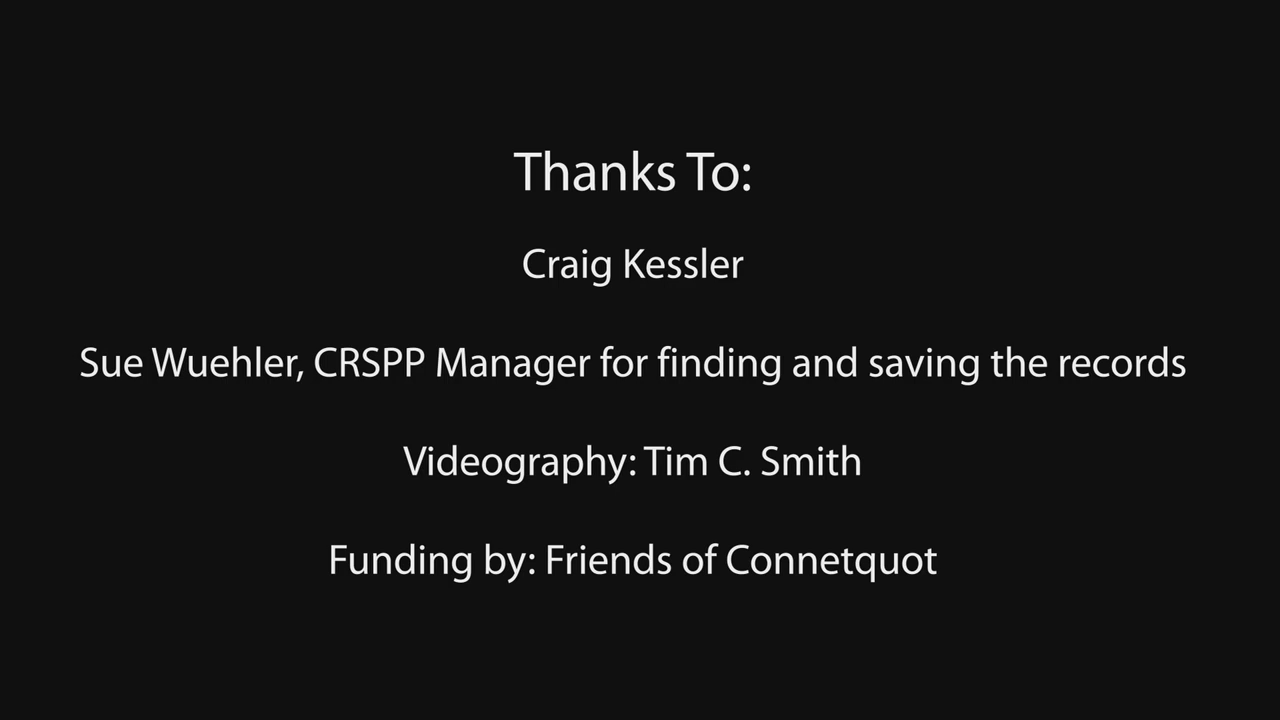 Thanks To:
Craig Kessler
Sue Wuehler, CRSPP Manager for finding and saving the records
Videography: Tim C. Smith
Funding by: Friends of Connetquot